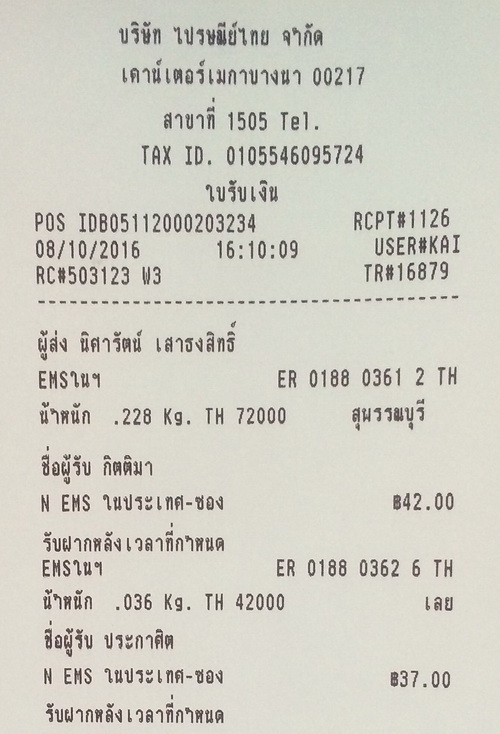 บริษัท ไปรษณีย์ไทย จำกัด
เคาน์เตอร์เมกาบางนา 00217
สาขาที่ 1505 Tel.
TAX ID. 0105546095724
ใบรับเงิน
POS IDB05112000203234 RCPT#1126
08/10/2016 16:10:09 USER#KAI
RC#503123 W3 TR#16879
ผู้ส่ง นิศารัตน์ เสาธงสิทธิ์
EMSในฯ ER 0188 0361 2 TH
น้ำหนัก .228 Kg. TH 72000 สุพรรณบุรี
ชื่อผู้รับ กิตติมา
N EMS ในประเทศ-ซอง ฿42.00
รับฝากหลังเวลาที่กำหนด
EMSในฯ ER 0188 0362 6 TH
น้ำหนัก .036 Kg. TH 42000 เลย
ชื่อผู้รับ ประกาศิต
N EMS ในประเทศ-ซอง ฿37.00
รับฝากหลังเวลาที่กำหนด